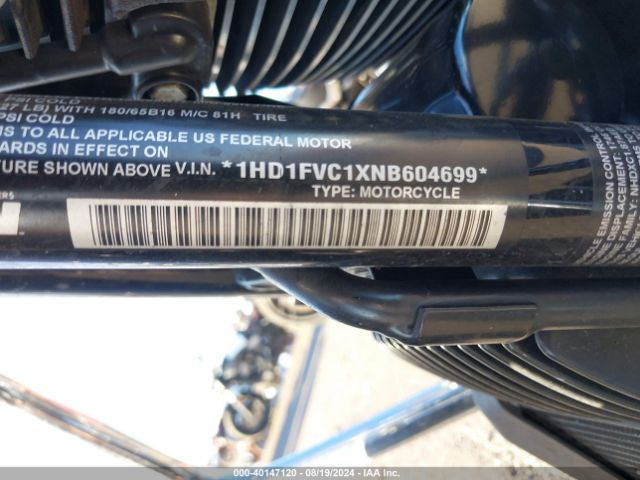 PSI COLD
27 LB) WITH 180/65B16 M/C 81H TIRE
PSI COLD
S TO ALL APPLICABLE US FEDERAL MOTOR
ARDS IN EFFECT ON
TURE SHOWN ABOVE V.I.N. *1HD1FVC1XNB604699*
TYPE: MOTORCYCLE
000-40147120 08/19/2024 - IAA Inc.